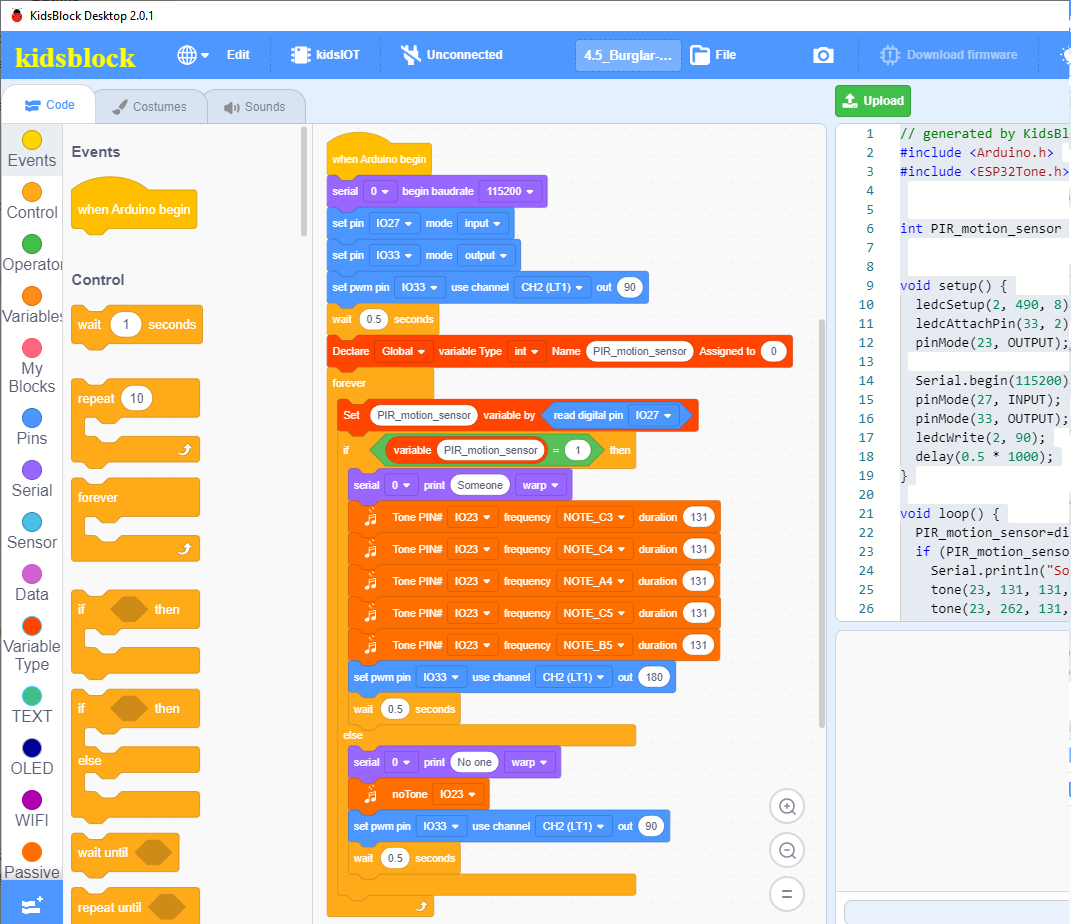 KidsBlock Desktop 2.0.1
kidsblock
Edit
kidsIOT
Unconnected
4.5_Burglar-...
File
Download firmware
Code
Costumes
Sounds
Upload
Events
Control
Operator
Variables
My
Blocks
Pins
Serial
Sensor
Data
Variable
Type
TEXT
OLED
WIFI
Passive
Events
when Arduino begin
Control
wait 1 seconds
repeat 10
forever
if then
if then
else
wait until
repeat until
when Arduino begin
serial 0 begin baudrate 115200
set pin IO27 mode input
set pin IO33 mode output
set pwm pin IO33 use channel CH2 (LT1) out 90
wait 0.5 seconds
Declare Global variable Type int Name PIR_motion_sensor Assigned to 0
forever
Set PIR_motion_sensor variable by read digital pin IO27
if variable PIR_motion_sensor = 1 then
serial 0 print Someone warp
Tone PIN# IO23 frequency NOTE_C3 duration 131
Tone PIN# IO23 frequency NOTE_C4 duration 131
Tone PIN# IO23 frequency NOTE_A4 duration 131
Tone PIN# IO23 frequency NOTE_C5 duration 131
Tone PIN# IO23 frequency NOTE_B5 duration 131
set pwm pin IO33 use channel CH2 (LT1) out 180
wait 0.5 seconds
else
serial 0 print No one warp
noTone IO23
set pwm pin IO33 use channel CH2 (LT1) out 90
wait 0.5 seconds
1 // generated by KidsBl
2 #include <Arduino.h>
3 #include <ESP32Tone.h>
4
5
6 int PIR_motion_sensor
7
8
9 void setup() {
10 ledcSetup(2, 490, 8)
11 ledcAttachPin(33, 2)
12 pinMode(23, OUTPUT);
13
14 Serial.begin(115200)
15 pinMode(27, INPUT);
16 pinMode(33, OUTPUT);
17 ledcWrite(2, 90);
18 delay(0.5 * 1000);
19 }
20
21 void loop() {
22 PIR_motion_sensor=di
23 if (PIR_motion_senso
24 Serial.println("So
25 tone(23, 131, 131,
26 tone(23, 262, 131,